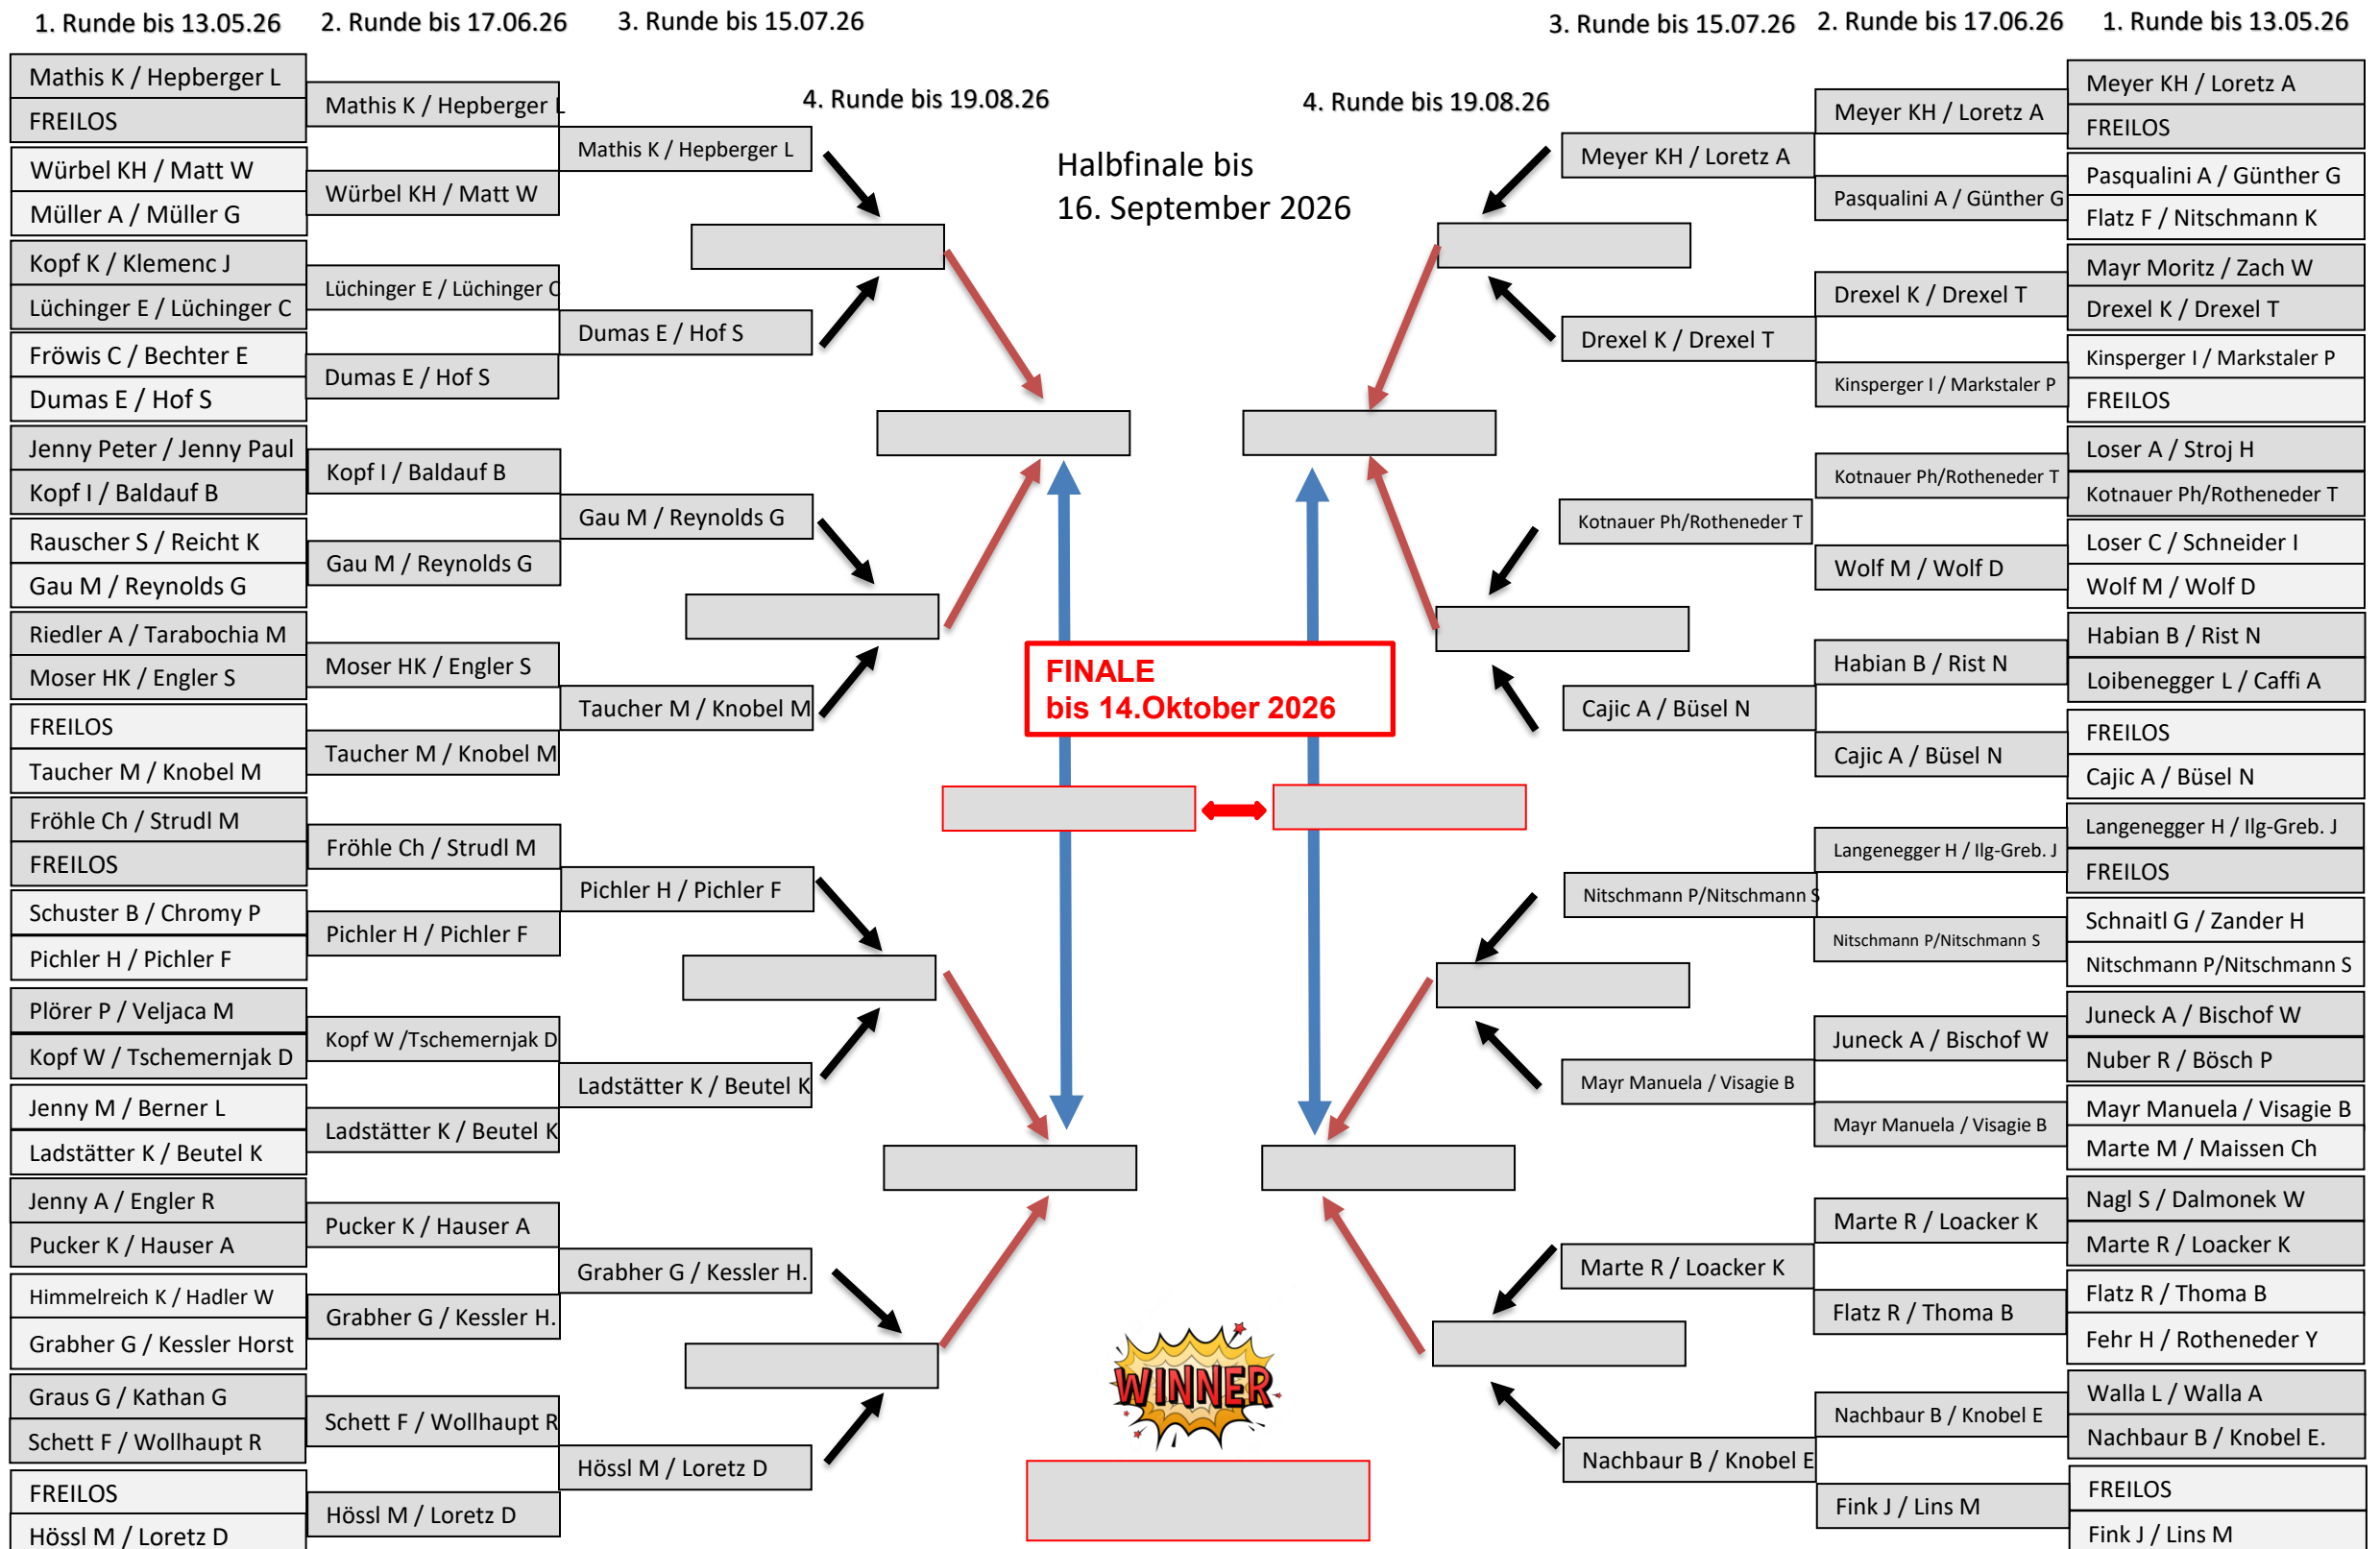 1. Runde bis 13.05.26
2. Runde bis 17.06.26
3. Runde bis 15.07.26
3. Runde bis 15.07.26
2. Runde bis 17.06.26
1. Runde bis 13.05.26
4. Runde bis 19.08.26
4. Runde bis 19.08.26
Halbfinale bis
16. September 2026
Mathis K / Hepberger L
FREILOS
Würbel KH / Matt W
Müller A / Müller G
Kopf K / Klemenc J
Lüchinger E / Lüchinger C
Fröwis C / Bechter E
Dumas E / Hof S
Jenny Peter / Jenny Paul
Kopf I / Baldauf B
Rauscher S / Reicht K
Gau M / Reynolds G
Riedler A / Tarabochia M
Moser HK / Engler S
FREILOS
Taucher M / Knobel M
Fröhle Ch / Strudl M
FREILOS
Schuster B / Chromy P
Pichler H / Pichler F
Plörer P / Veljaca M
Kopf W / Tschemernjak D
Jenny M / Berner L
Ladstätter K / Beutel K
Jenny A / Engler R
Pucker K / Hauser A
Himmelreich K / Hadler W
Grabher G / Kessler Horst
Graus G / Kathan G
Schett F / Wollhaupt R
FREILOS
Hössl M / Loretz D
Mathis K / Hepberger L
Würbel KH / Matt W
Lüchinger E / Lüchinger C
Dumas E / Hof S
Kopf I / Baldauf B
Gau M / Reynolds G
Moser HK / Engler S
Taucher M / Knobel M
Fröhle Ch / Strudl M
Pichler H / Pichler F
Kopf W /Tschemernjak D
Ladstätter K / Beutel K
Pucker K / Hauser A
Grabher G / Kessler H.
Schett F / Wollhaupt R
Hössl M / Loretz D
Mathis K / Hepberger L
Dumas E / Hof S
Gau M / Reynolds G
Taucher M / Knobel M
Pichler H / Pichler F
Ladstätter K / Beutel K
Grabher G / Kessler H.
Hössl M / Loretz D
FINALE
bis 14.Oktober 2026
WINNER
Meyer KH / Loretz A
Drexel K / Drexel T
Kotnauer Ph/Rotheneder T
Cajic A / Büsel N
Nitschmann P/Nitschmann S
Mayr Manuela / Visagie B
Marte R / Loacker K
Nachbaur B / Knobel E
Meyer KH / Loretz A
Pasqualini A / Günther G
Drexel K / Drexel T
Kinsperger I / Markstaler P
Kotnauer Ph/Rotheneder T
Wolf M / Wolf D
Habian B / Rist N
Cajic A / Büsel N
Langenegger H / Ilg-Greb. J
Nitschmann P/Nitschmann S
Juneck A / Bischof W
Mayr Manuela / Visagie B
Marte R / Loacker K
Flatz R / Thoma B
Nachbaur B / Knobel E
Fink J / Lins M
Meyer KH / Loretz A
FREILOS
Pasqualini A / Günther G
Flatz F / Nitschmann K
Mayr Moritz / Zach W
Drexel K / Drexel T
Kinsperger I / Markstaler P
FREILOS
Loser A / Stroj H
Kotnauer Ph/Rotheneder T
Loser C / Schneider I
Wolf M / Wolf D
Habian B / Rist N
Loibenegger L / Caffi A
FREILOS
Cajic A / Büsel N
Langenegger H / Ilg-Greb. J
FREILOS
Schnaitl G / Zander H
Nitschmann P/Nitschmann S
Juneck A / Bischof W
Nuber R / Bösch P
Mayr Manuela / Visagie B
Marte M / Maissen Ch
Nagl S / Dalmonek W
Marte R / Loacker K
Flatz R / Thoma B
Fehr H / Rotheneder Y
Walla L / Walla A
Nachbaur B / Knobel E.
FREILOS
Fink J / Lins M